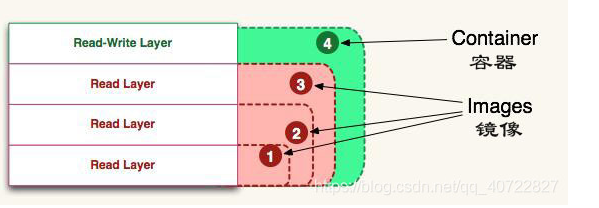 Read-Write Layer
4
Container
容器
Read Layer
3
Read Layer
2
Images
镜像
Read Layer
1
https://blog.csdn.net/qq_40722827